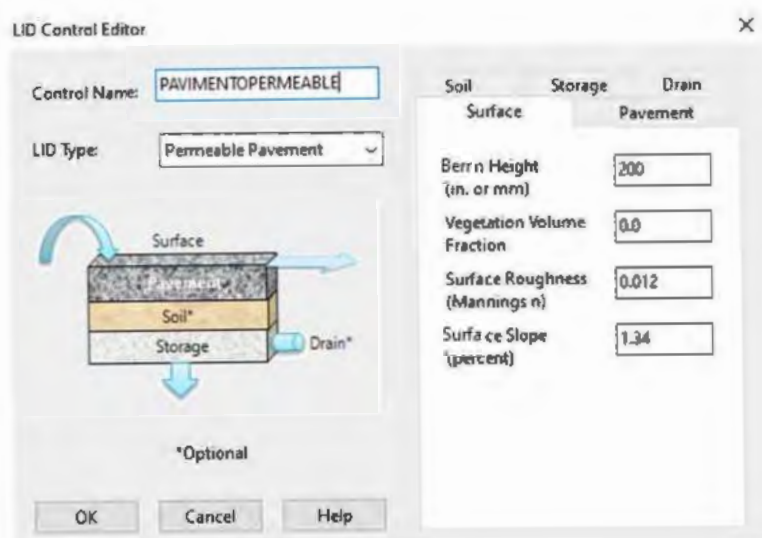 LID Control Editor
Control Name: PAVIMENTOPERMEABLE
LID Type: Permeable Pavement
Surface
Pavement
Soil*
Storage
Drain*
*Optional
OK Cancel Help
Soil Storage Drain
Surface Pavement
Berm Height
(in. or mm)
200
Vegetation Volume
Fraction
0.0
Surface Roughness
(Mannings n)
0.012
Surface Slope
(percent)
1.34